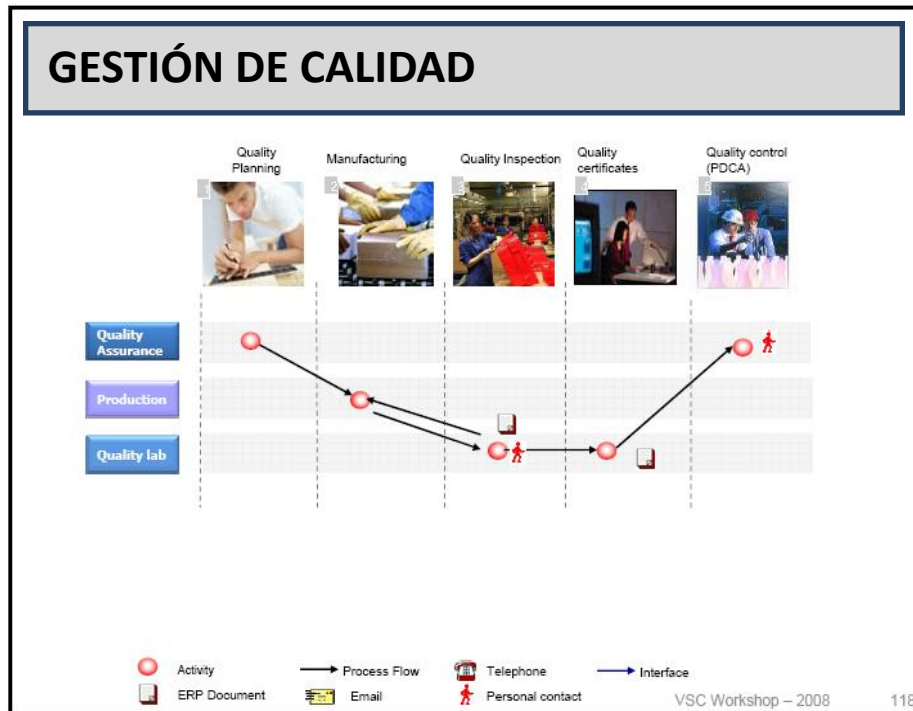 GESTIÓN DE CALIDAD
Quality
Planning
Manufacturing
Quality Inspection
Quality
certificates
Quality control
(PDCA)
1
2
3
4
5
Quality
Assurance
Production
Quality lab
Activity
Process Flow
Telephone
Interface
ERP Document
Email
Personal contact
VSC Workshop – 2008
118